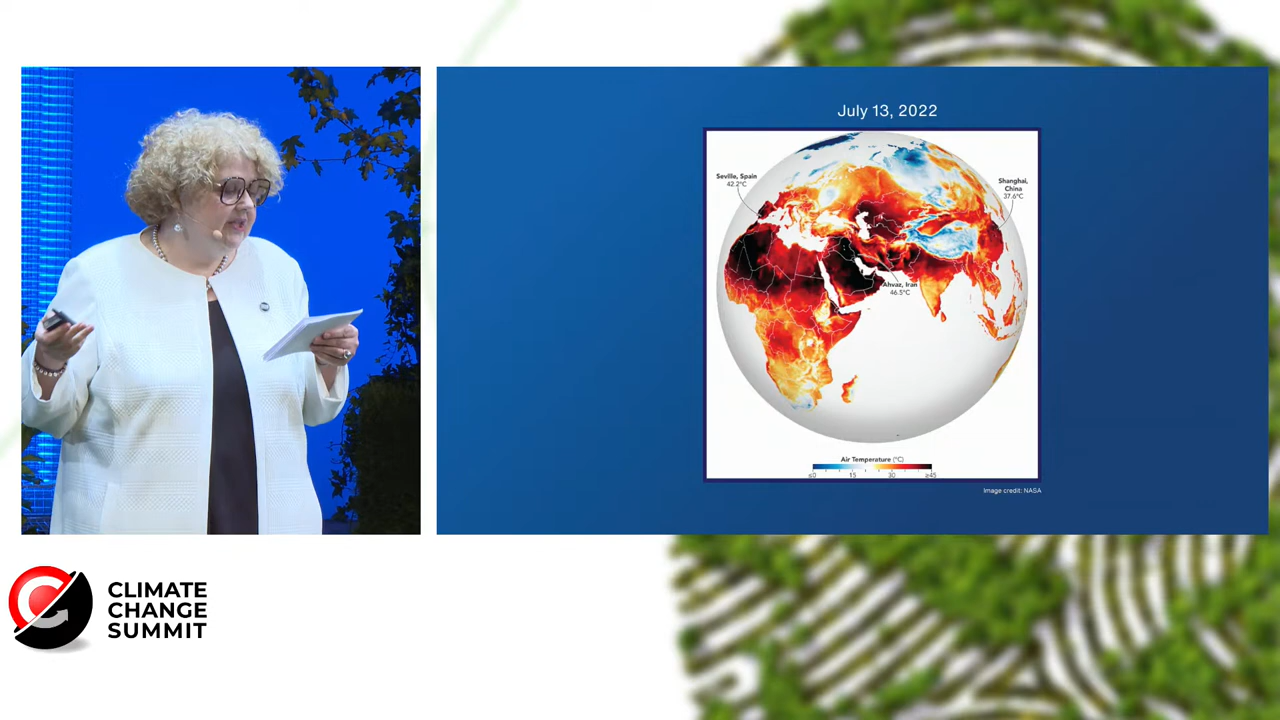 July 13, 2022
Seville, Spain
42.2°C
Shanghai,
China
37.6°C
Ahvaz, Iran
46.5°C
Air Temperature (°C)
≤0 15 30 ≥45
Image credit: NASA
CLIMATE
CHANGE
SUMMIT